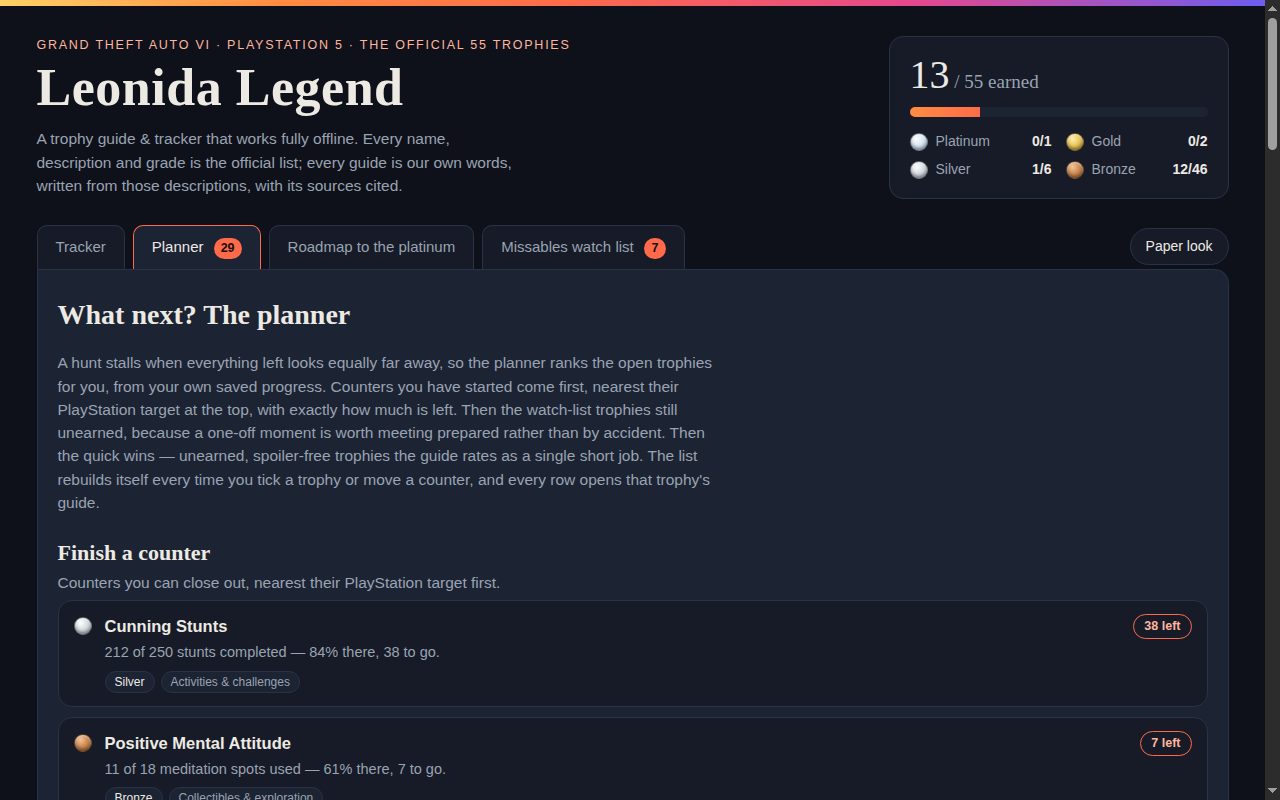 GRAND THEFT AUTO VI · PLAYSTATION 5 · THE OFFICIAL 55 TROPHIES
Leonida Legend
A trophy guide & tracker that works fully offline. Every name,
description and grade is the official list; every guide is our own words,
written from those descriptions, with its sources cited.
13 / 55 earned
Platinum 0/1 Gold 0/2
Silver 1/6 Bronze 12/46
Tracker
Planner 29
Roadmap to the platinum
Missables watch list 7
Paper look
What next? The planner
A hunt stalls when everything left looks equally far away, so the planner ranks the open trophies
for you, from your own saved progress. Counters you have started come first, nearest their
PlayStation target at the top, with exactly how much is left. Then the watch-list trophies still
unearned, because a one-off moment is worth meeting prepared rather than by accident. Then
the quick wins — unearned, spoiler-free trophies the guide rates as a single short job. The list
rebuilds itself every time you tick a trophy or move a counter, and every row opens that trophy's
guide.
Finish a counter
Counters you can close out, nearest their PlayStation target first.
Cunning Stunts
38 left
212 of 250 stunts completed — 84% there, 38 to go.
Silver Activities & challenges
Positive Mental Attitude
7 left
11 of 18 meditation spots used — 61% there, 7 to go.
Bronze Collectibles & exploration